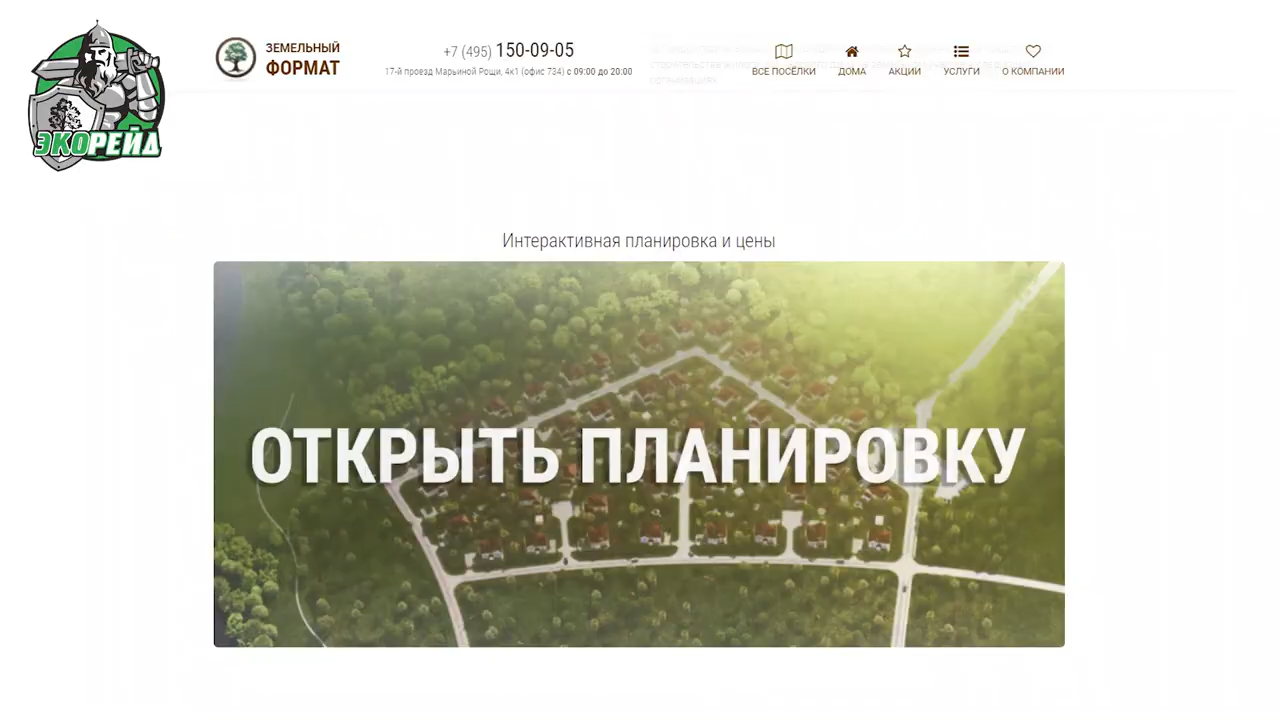 ЭКОРЕЙД
ЗЕМЕЛЬНЫЙ
ФОРМАТ
+7 (495) 150-09-05
17-й проезд Марьиной Рощи, 4к1 (офис 734) с 09:00 до 20:00
ВСЕ ПОСЁЛКИ
ДОМА
АКЦИИ
УСЛУГИ
О КОМПАНИИ
Интерактивная планировка и цены
ОТКРЫТЬ ПЛАНИРОВКУ